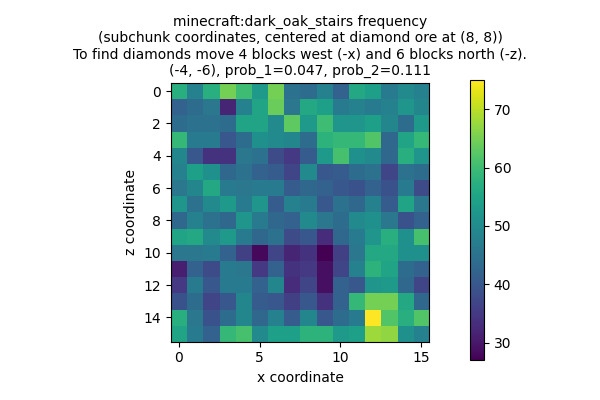 minecraft:dark_oak_stairs frequency
(subchunk coordinates, centered at diamond ore at (8, 8))
To find diamonds move 4 blocks west (-x) and 6 blocks north (-z).
(-4, -6), prob_1=0.047, prob_2=0.111
0
2
4
6
8
10
12
14
z coordinate
0
5
10
15
x coordinate
70
60
50
40
30